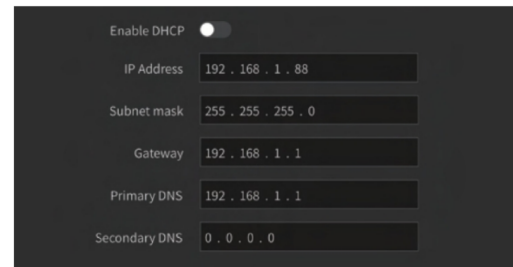 Enable DHCP
IP Address 192 . 168 . 1 . 88
Subnet mask 255 . 255 . 255 . 0
Gateway 192 . 168 . 1 . 1
Primary DNS 192 . 168 . 1 . 1
Secondary DNS 0 . 0 . 0 . 0